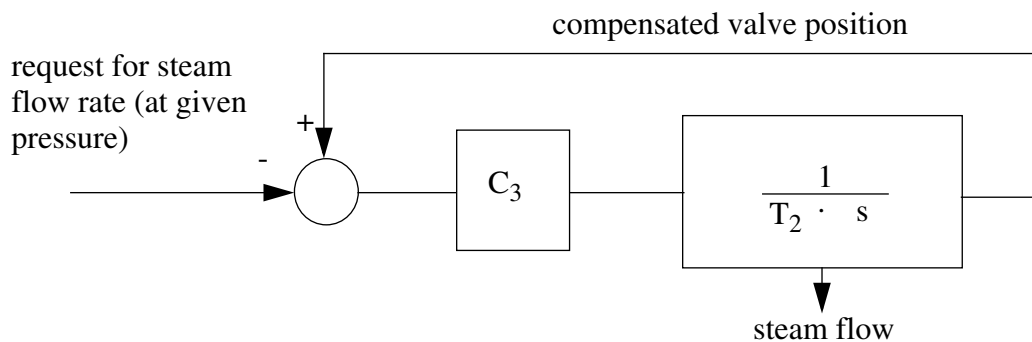 compensated valve position
request for steam
flow rate (at given
pressure)
+
-
C3
1
T2 · s
steam flow